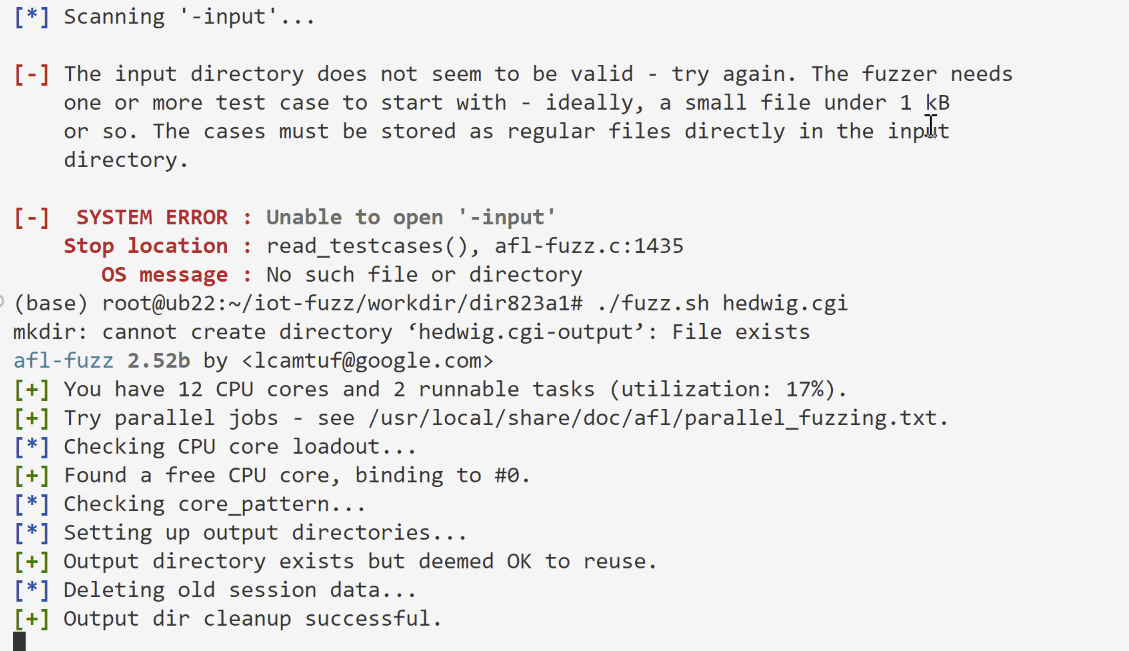 [*] Scanning '-input'...
[-] The input directory does not seem to be valid - try again. The fuzzer needs
one or more test case to start with - ideally, a small file under 1 kB
or so. The cases must be stored as regular files directly in the input
directory.
[-]  SYSTEM ERROR : Unable to open '-input'
Stop location : read_testcases(), afl-fuzz.c:1435
OS message : No such file or directory
(base) root@ub22:~/iot-fuzz/workdir/dir823a1# ./fuzz.sh hedwig.cgi
mkdir: cannot create directory ‘hedwig.cgi-output’: File exists
afl-fuzz 2.52b by <lcamtuf@google.com>
[+] You have 12 CPU cores and 2 runnable tasks (utilization: 17%).
[+] Try parallel jobs - see /usr/local/share/doc/afl/parallel_fuzzing.txt.
[*] Checking CPU core loadout...
[+] Found a free CPU core, binding to #0.
[*] Checking core_pattern...
[*] Setting up output directories...
[+] Output directory exists but deemed OK to reuse.
[*] Deleting old session data...
[+] Output dir cleanup successful.